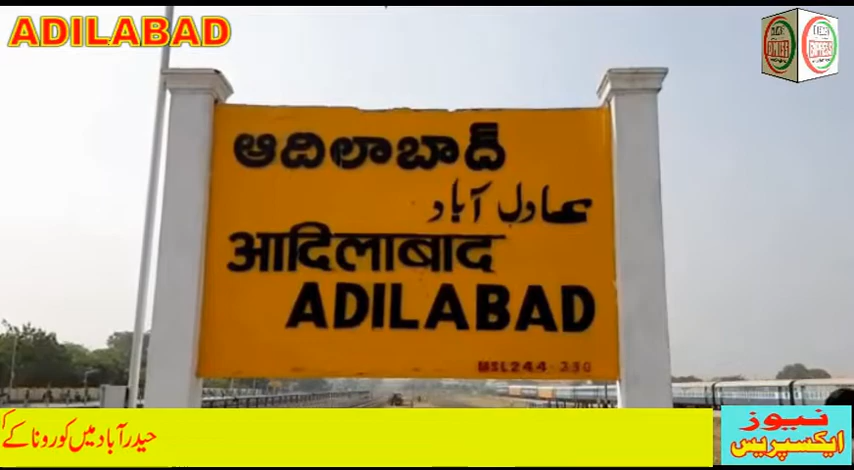 ADILABAD
ఆదిలాబాద్
عادل آباد
आदिलाबाद
ADILABAD
MSL244·330
حیدرآباد میں کورونا کے
نیوز
ایکسپریس